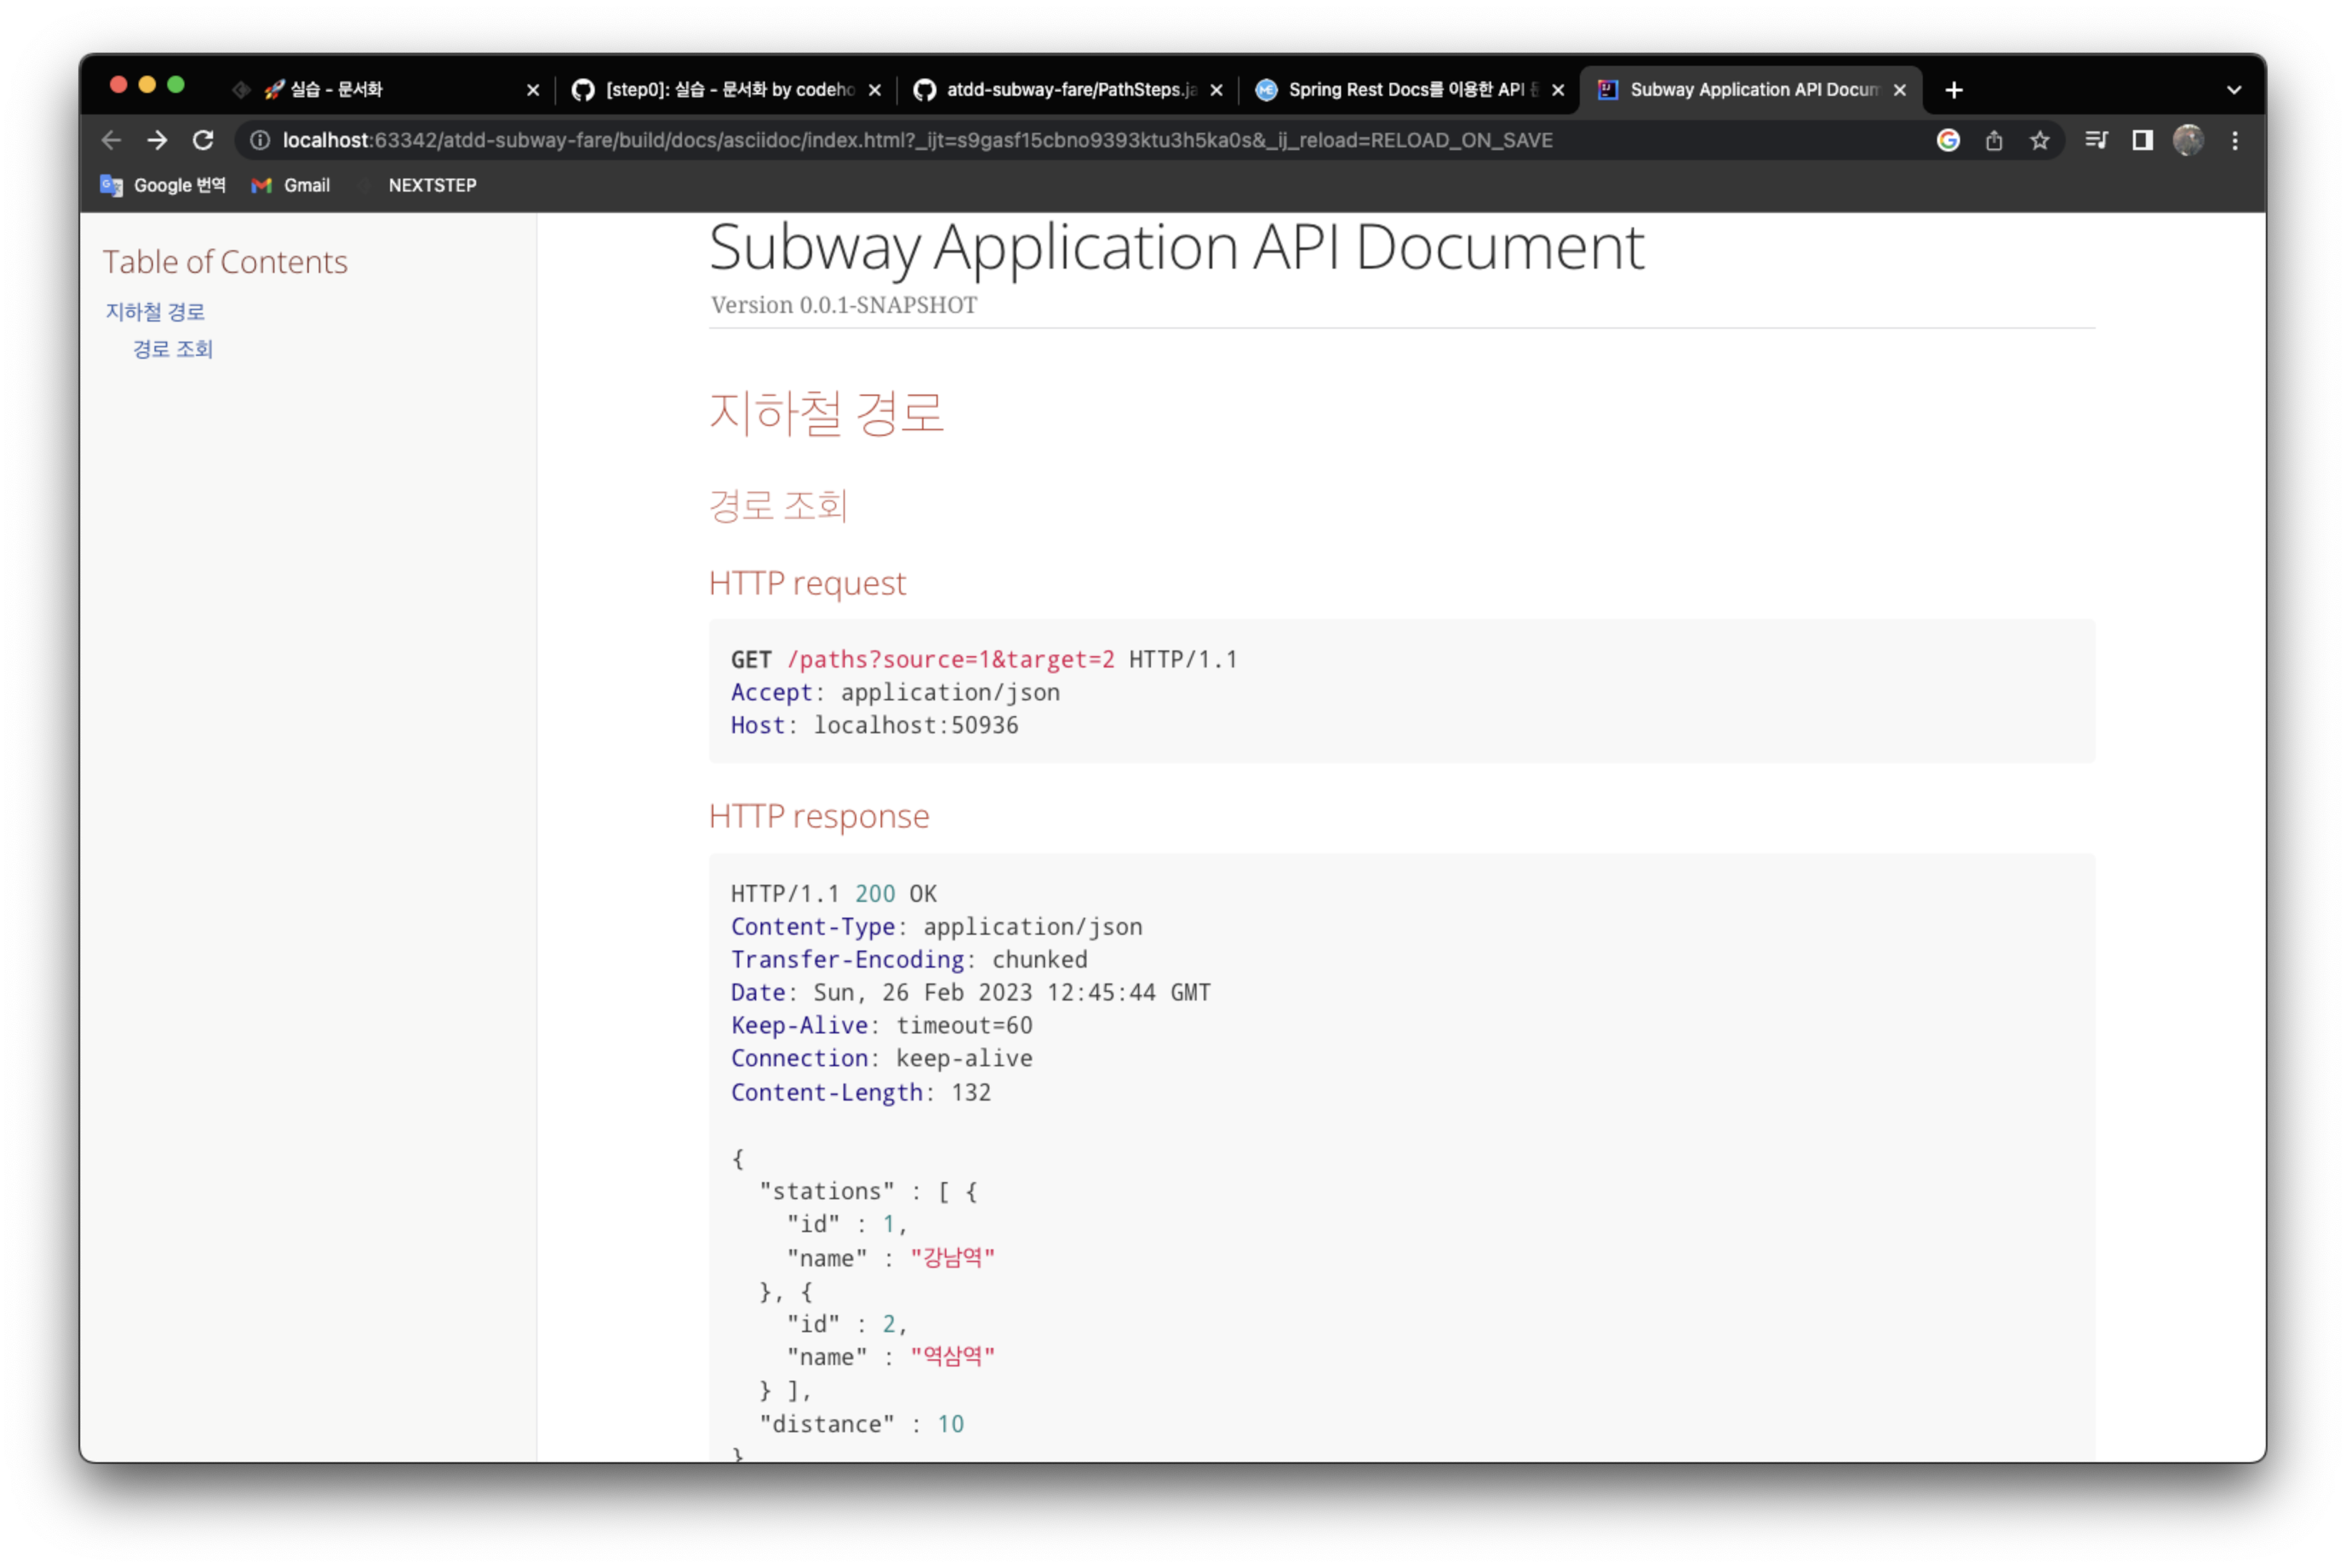 실습 - 문서화
[step0]: 실습 - 문서화 by codeho
atdd-subway-fare/PathSteps.ja
Spring Rest Docs를 이용한 API
Subway Application API Docum
localhost:63342/atdd-subway-fare/build/docs/asciidoc/index.html?_ijt=s9gasf15cbno9393ktu3h5ka0s&_ij_reload=RELOAD_ON_SAVE
Google 번역
Gmail
NEXTSTEP
Table of Contents
지하철 경로
경로 조회
Subway Application API Document
Version 0.0.1-SNAPSHOT
지하철 경로
경로 조회
HTTP request
GET /paths?source=1&target=2 HTTP/1.1
Accept: application/json
Host: localhost:50936
HTTP response
HTTP/1.1 200 OK
Content-Type: application/json
Transfer-Encoding: chunked
Date: Sun, 26 Feb 2023 12:45:44 GMT
Keep-Alive: timeout=60
Connection: keep-alive
Content-Length: 132
{
"stations" : [ {
"id" : 1,
"name" : "강남역"
}, {
"id" : 2,
"name" : "역삼역"
} ],
"distance" : 10
}